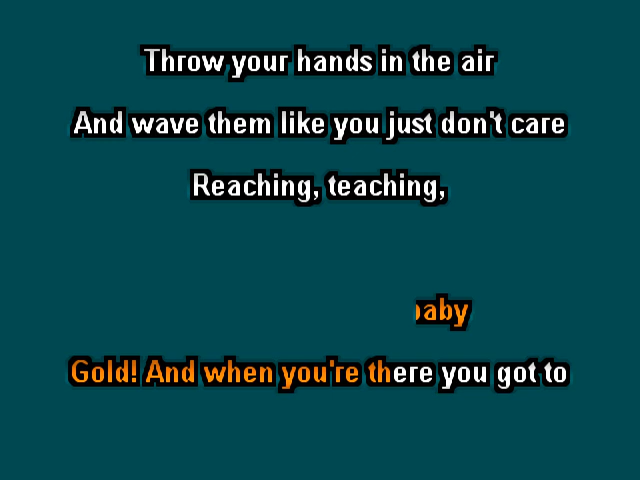 Throw your hands in the air
And wave them like you just don't care
Reaching, teaching,
baby
Gold! And when you're there you got to